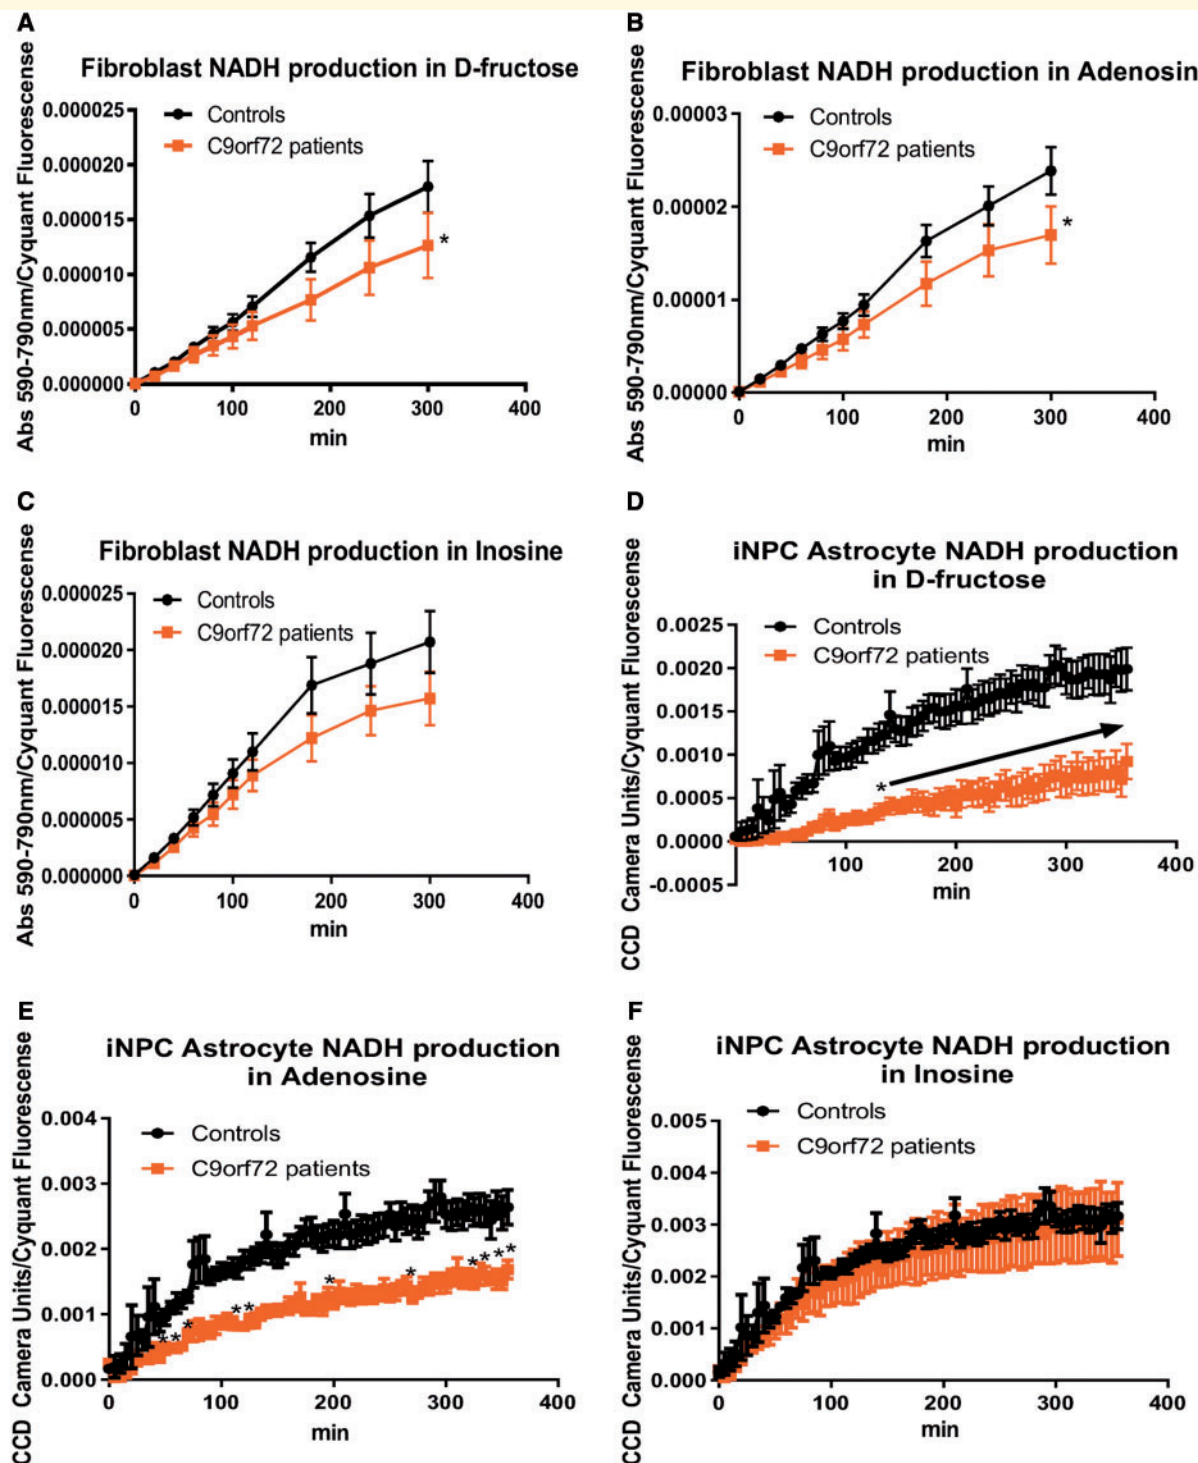 A
Fibroblast NADH production in D-fructose
Abs 590-790nm/Cyquant Fluorescense
Controls
C9orf72 patients
0.000025
0.000020
0.000015
0.000010
0.000005
0.000000
*
0 100 200 300 400
min
B
Fibroblast NADH production in Adenosin
Abs 590-790nm/Cyquant Fluorescense
Controls
C9orf72 patients
0.00003
0.00002
0.00001
0.00000
*
0 100 200 300 400
min
C
Fibroblast NADH production in Inosine
Abs 590-790nm/Cyquant Fluorescense
Controls
C9orf72 patients
0.000025
0.000020
0.000015
0.000010
0.000005
0.000000
0 100 200 300 400
min
D
iNPC Astrocyte NADH production
in D-fructose
CCD Camera Units/Cyquant Fluorescense
Controls
C9orf72 patients
0.0025
0.0020
0.0015
0.0010
0.0005
0.0000
-0.0005
*
100 200 300 400
min
E
iNPC Astrocyte NADH production
in Adenosine
CCD Camera Units/Cyquant Fluorescense
Controls
C9orf72 patients
0.004
0.003
0.002
0.001
0.000
* * * * * * * * * * *
0 100 200 300 400
min
F
iNPC Astrocyte NADH production
in Inosine
CCD Camera Units/Cyquant Fluorescense
Controls
C9orf72 patients
0.005
0.004
0.003
0.002
0.001
0.000
0 100 200 300 400
min